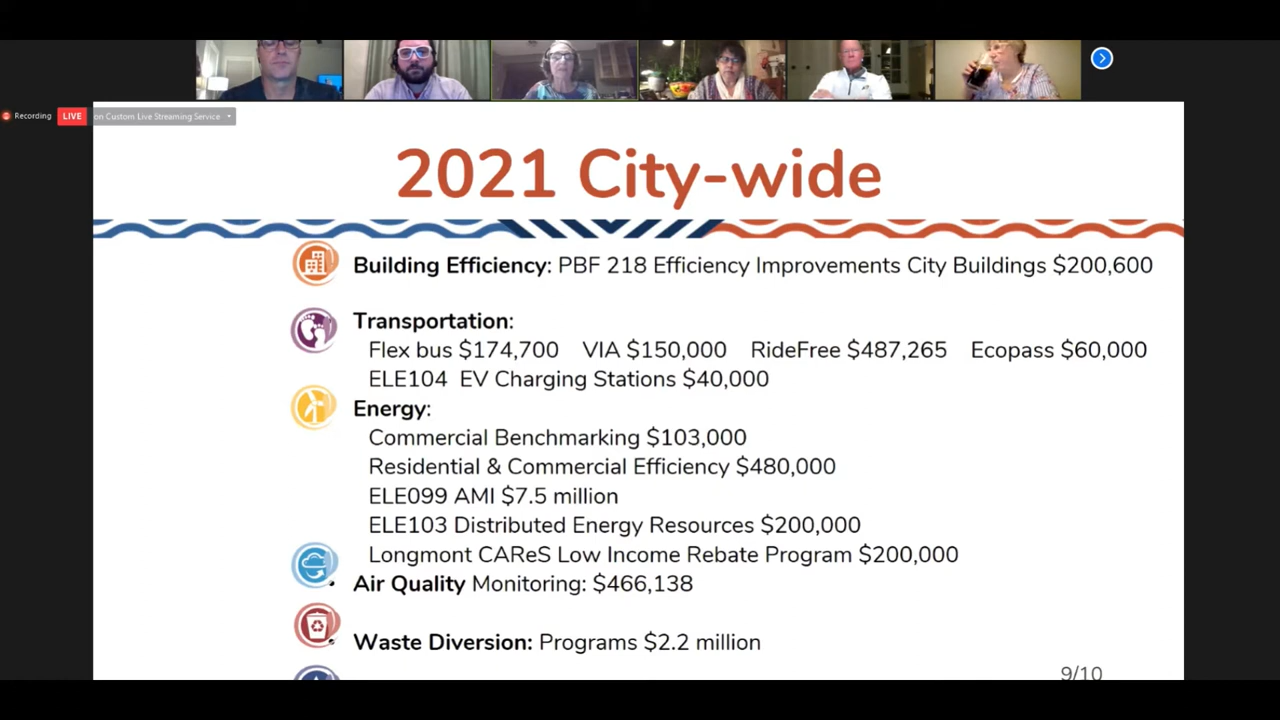 Recording
LIVE
on Custom Live Streaming Service
2021 City-wide
Building Efficiency: PBF 218 Efficiency Improvements City Buildings $200,600
Transportation:
Flex bus $174,700 VIA $150,000 RideFree $487,265 Ecopass $60,000
ELE104 EV Charging Stations $40,000
Energy:
Commercial Benchmarking $103,000
Residential & Commercial Efficiency $480,000
ELE099 AMI $7.5 million
ELE103 Distributed Energy Resources $200,000
Longmont CAReS Low Income Rebate Program $200,000
Air Quality Monitoring: $466,138
Waste Diversion: Programs $2.2 million
9/10